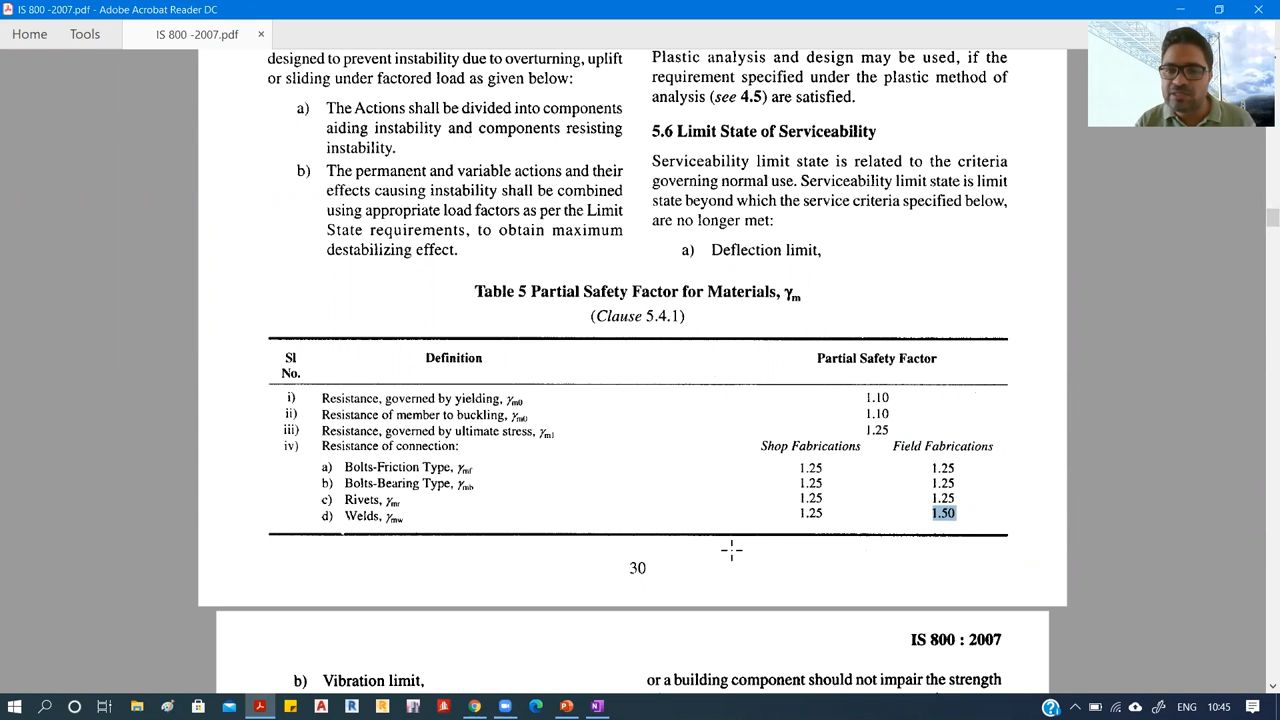 IS 800 -2007.pdf - Adobe Acrobat Reader DC
Home Tools IS 800 -2007.pdf ×
designed to prevent instability due to overturning, uplift
or sliding under factored load as given below:
a) The Actions shall be divided into components
aiding instability and components resisting
instability.
b) The permanent and variable actions and their
effects causing instability shall be combined
using appropriate load factors as per the Limit
State requirements, to obtain maximum
destabilizing effect.
Plastic analysis and design may be used, if the
requirement specified under the plastic method of
analysis (see 4.5) are satisfied.
5.6 Limit State of Serviceability
Serviceability limit state is related to the criteria
governing normal use. Serviceability limit state is limit
state beyond which the service criteria specified below,
are no longer met:
a) Deflection limit,
Table 5 Partial Safety Factor for Materials, γm
(Clause 5.4.1)
Sl Definition Partial Safety Factor
No.
i) Resistance, governed by yielding, γm0 1.10
ii) Resistance of member to buckling, γm0 1.10
iii) Resistance, governed by ultimate stress, γm1 1.25
iv) Resistance of connection: Shop Fabrications Field Fabrications
a) Bolts-Friction Type, γmf 1.25 1.25
b) Bolts-Bearing Type, γmb 1.25 1.25
c) Rivets, γmr 1.25 1.25
d) Welds, γmw 1.25 1.50
30
IS 800 : 2007
b) Vibration limit,
or a building component should not impair the strength
ENG 10:45